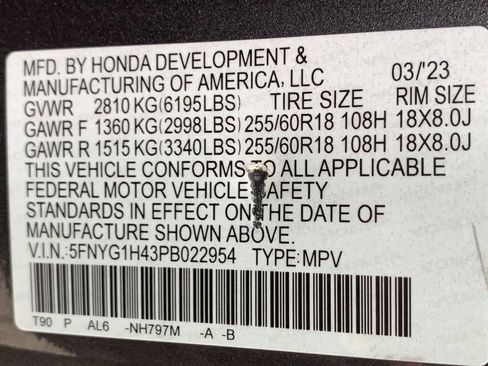 MFD. BY HONDA DEVELOPMENT &
MANUFACTURING OF AMERICA, LLC 03/'23
GVWR 2810 KG(6195LBS) TIRE SIZE RIM SIZE
GAWR F 1360 KG(2998LBS) 255/60R18 108H 18X8.0J
GAWR R 1515 KG(3340LBS) 255/60R18 108H 18X8.0J
THIS VEHICLE CONFORMS TO ALL APPLICABLE
FEDERAL MOTOR VEHICLE SAFETY
STANDARDS IN EFFECT ON THE DATE OF
MANUFACTURE SHOWN ABOVE.
V.I.N.:5FNYG1H43PB022954 TYPE:MPV
T90 P AL6 -NH797M -A -B